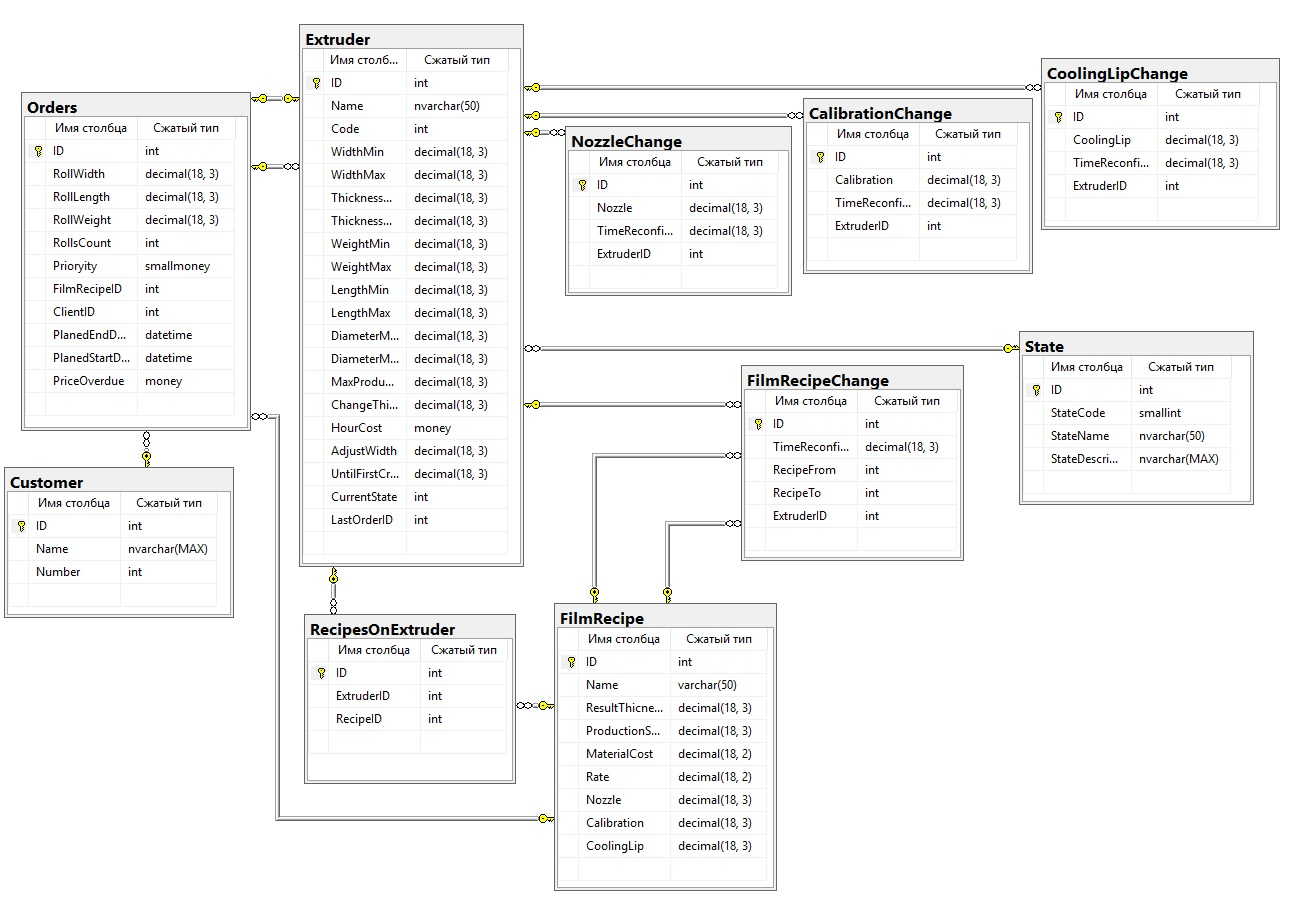 Extruder
Имя столб... Сжатый тип
ID int
Name nvarchar(50)
Code int
WidthMin decimal(18, 3)
WidthMax decimal(18, 3)
Thickness... decimal(18, 3)
Thickness... decimal(18, 3)
WeightMin decimal(18, 3)
WeightMax decimal(18, 3)
LengthMin decimal(18, 3)
LengthMax decimal(18, 3)
DiameterM... decimal(18, 3)
DiameterM... decimal(18, 3)
MaxProdu... decimal(18, 3)
ChangeThi... decimal(18, 3)
HourCost money
AdjustWidth decimal(18, 3)
UntilFirstCr... decimal(18, 3)
CurrentState int
LastOrderID int
Orders
Имя столбца Сжатый тип
ID int
RollWidth decimal(18, 3)
RollLength decimal(18, 3)
RollWeight decimal(18, 3)
RollsCount int
Prioryity smallmoney
FilmRecipeID int
ClientID int
PlanedEndD... datetime
PlanedStartD... datetime
PriceOverdue money
Customer
Имя столбца Сжатый тип
ID int
Name nvarchar(MAX)
Number int
NozzleChange
Имя столбца Сжатый тип
ID int
Nozzle decimal(18, 3)
TimeReconfi... decimal(18, 3)
ExtruderID int
CalibrationChange
Имя столбца Сжатый тип
ID int
Calibration decimal(18, 3)
TimeReconfi... decimal(18, 3)
ExtruderID int
CoolingLipChange
Имя столбца Сжатый тип
ID int
CoolingLip decimal(18, 3)
TimeReconfi... decimal(18, 3)
ExtruderID int
State
Имя столбца Сжатый тип
ID int
StateCode smallint
StateName nvarchar(50)
StateDescri... nvarchar(MAX)
FilmRecipeChange
Имя столбца Сжатый тип
ID int
TimeReconfi... decimal(18, 3)
RecipeFrom int
RecipeTo int
ExtruderID int
RecipesOnExtruder
Имя столбца Сжатый тип
ID int
ExtruderID int
RecipeID int
FilmRecipe
Имя столбца Сжатый тип
ID int
Name varchar(50)
ResultThicne... decimal(18, 3)
ProductionS... decimal(18, 3)
MaterialCost decimal(18, 2)
Rate decimal(18, 2)
Nozzle decimal(18, 3)
Calibration decimal(18, 3)
CoolingLip decimal(18, 3)